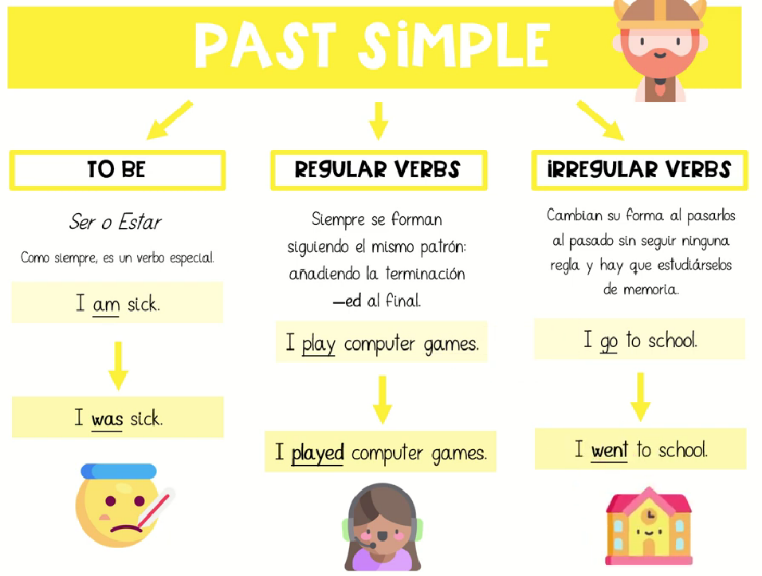 PAST SIMPLE
TO BE
Ser o Estar
Como siempre, es un verbo especial.
I am sick.
I was sick.
REGULAR VERBS
Siempre se forman
siguiendo el mismo patrón:
añadiendo la terminación
–ed al final.
I play computer games.
I played computer games.
IRREGULAR VERBS
Cambian su forma al pasarlos
al pasado sin seguir ninguna
regla y hay que estudiárselos
de memoria.
I go to school.
I went to school.